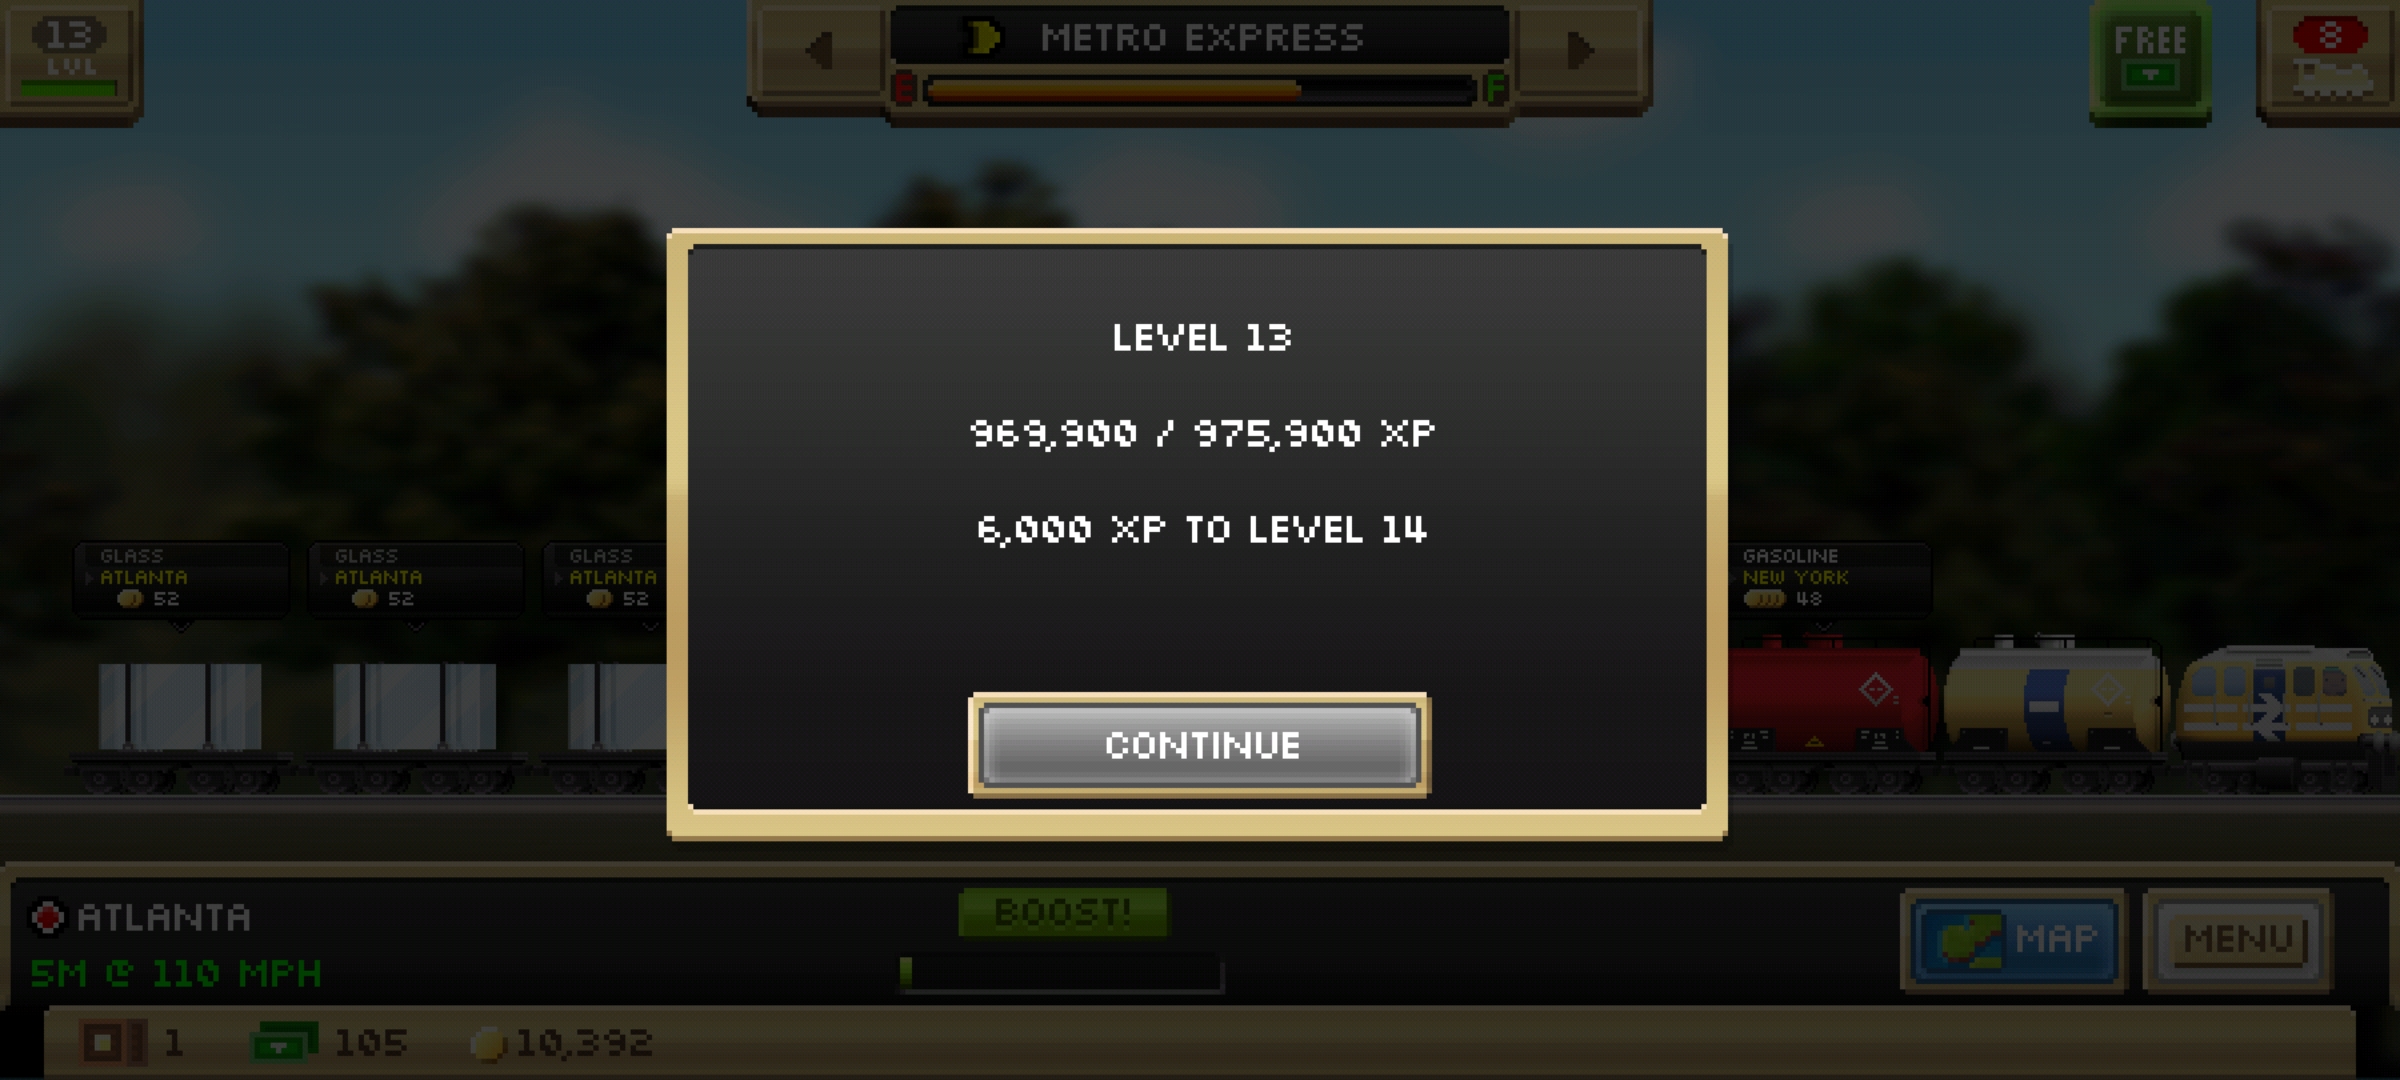 13
LVL
METRO EXPRESS
E
F
FREE
8
LEVEL 13
969,900 / 975,900 XP
6,000 XP TO LEVEL 14
CONTINUE
GLASS
ATLANTA
52
GLASS
ATLANTA
52
GLASS
ATLANTA
52
GASOLINE
NEW YORK
48
ATLANTA
5M @ 110 MPH
BOOST!
MAP
MENU
1
105
10,392